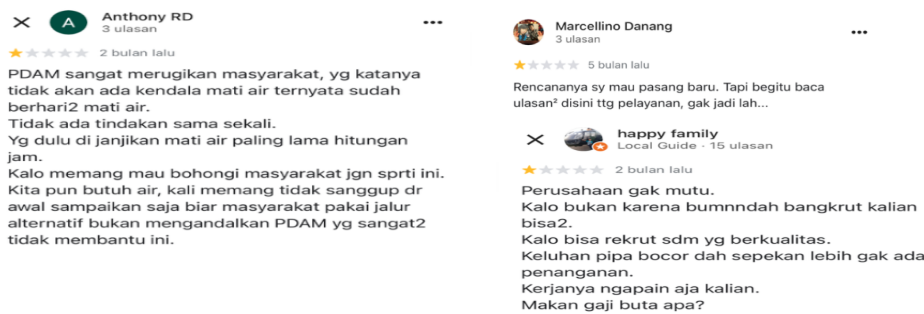 Anthony RD
3 ulasan
2 bulan lalu
PDAM sangat merugikan masyarakat, yg katanya
tidak akan ada kendala mati air ternyata sudah
berhari2 mati air.
Tidak ada tindakan sama sekali.
Yg dulu di janjikan mati air paling lama hitungan
jam.
Kalo memang mau bohongi masyarakat jgn sprti ini.
Kita pun butuh air, kali memang tidak sanggup dr
awal sampaikan saja biar masyarakat pakai jalur
alternatif bukan mengandalkan PDAM yg sangat2
tidak membantu ini.
Marcellino Danang
3 ulasan
5 bulan lalu
Rencananya sy mau pasang baru. Tapi begitu baca
ulasan² disini ttg pelayanan, gak jadi lah...
happy family
Local Guide · 15 ulasan
2 bulan lalu
Perusahaan gak mutu.
Kalo bukan karena bumnndah bangkrut kalian
bisa2.
Kalo bisa rekrut sdm yg berkualitas.
Keluhan pipa bocor dah sepekan lebih gak ada
penanganan.
Kerjanya ngapain aja kalian.
Makan gaji buta apa?